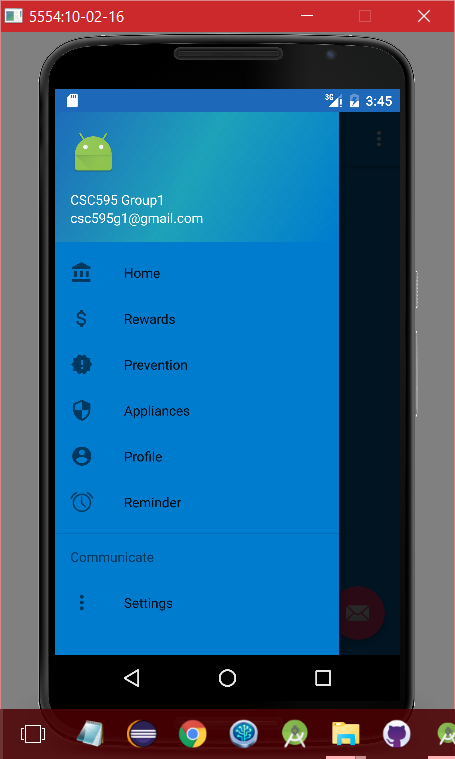 5554:10-02-16
3G
3:45
CSC595 Group1
csc595g1@gmail.com
Home
Rewards
Prevention
Appliances
Profile
Reminder
Communicate
Settings